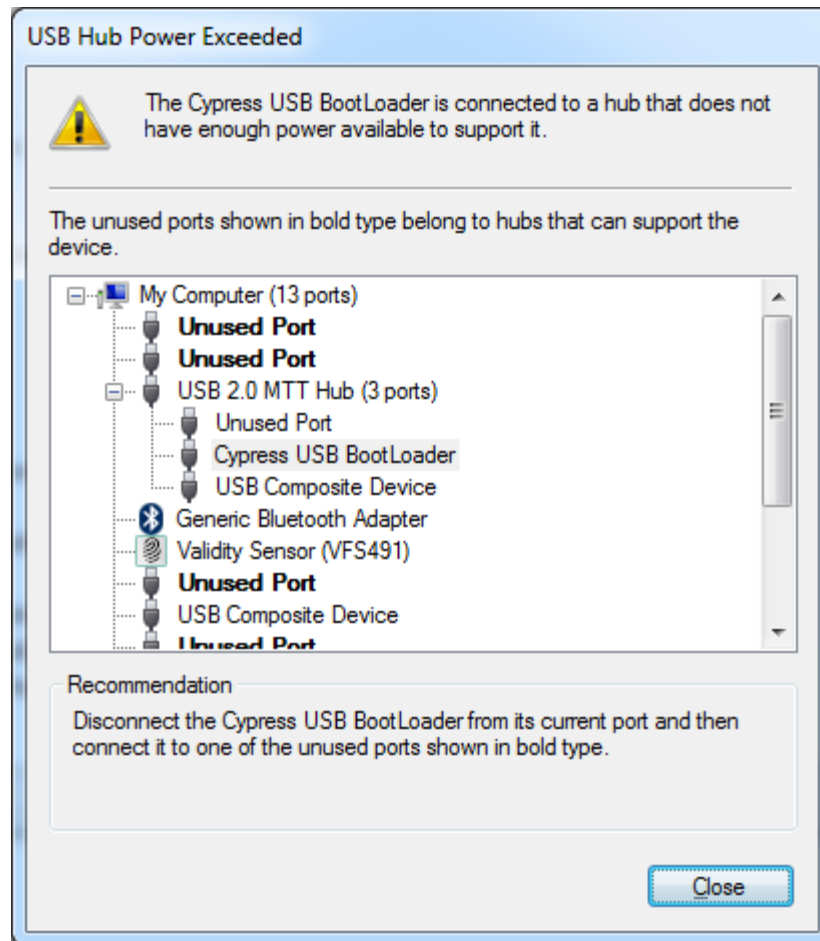 USB Hub Power Exceeded
The Cypress USB BootLoader is connected to a hub that does not
have enough power available to support it.
The unused ports shown in bold type belong to hubs that can support the
device.
My Computer (13 ports)
Unused Port
Unused Port
USB 2.0 MTT Hub (3 ports)
Unused Port
Cypress USB BootLoader
USB Composite Device
Generic Bluetooth Adapter
Validity Sensor (VFS491)
Unused Port
USB Composite Device
Unused Port
Recommendation
Disconnect the Cypress USB BootLoader from its current port and then
connect it to one of the unused ports shown in bold type.
Close